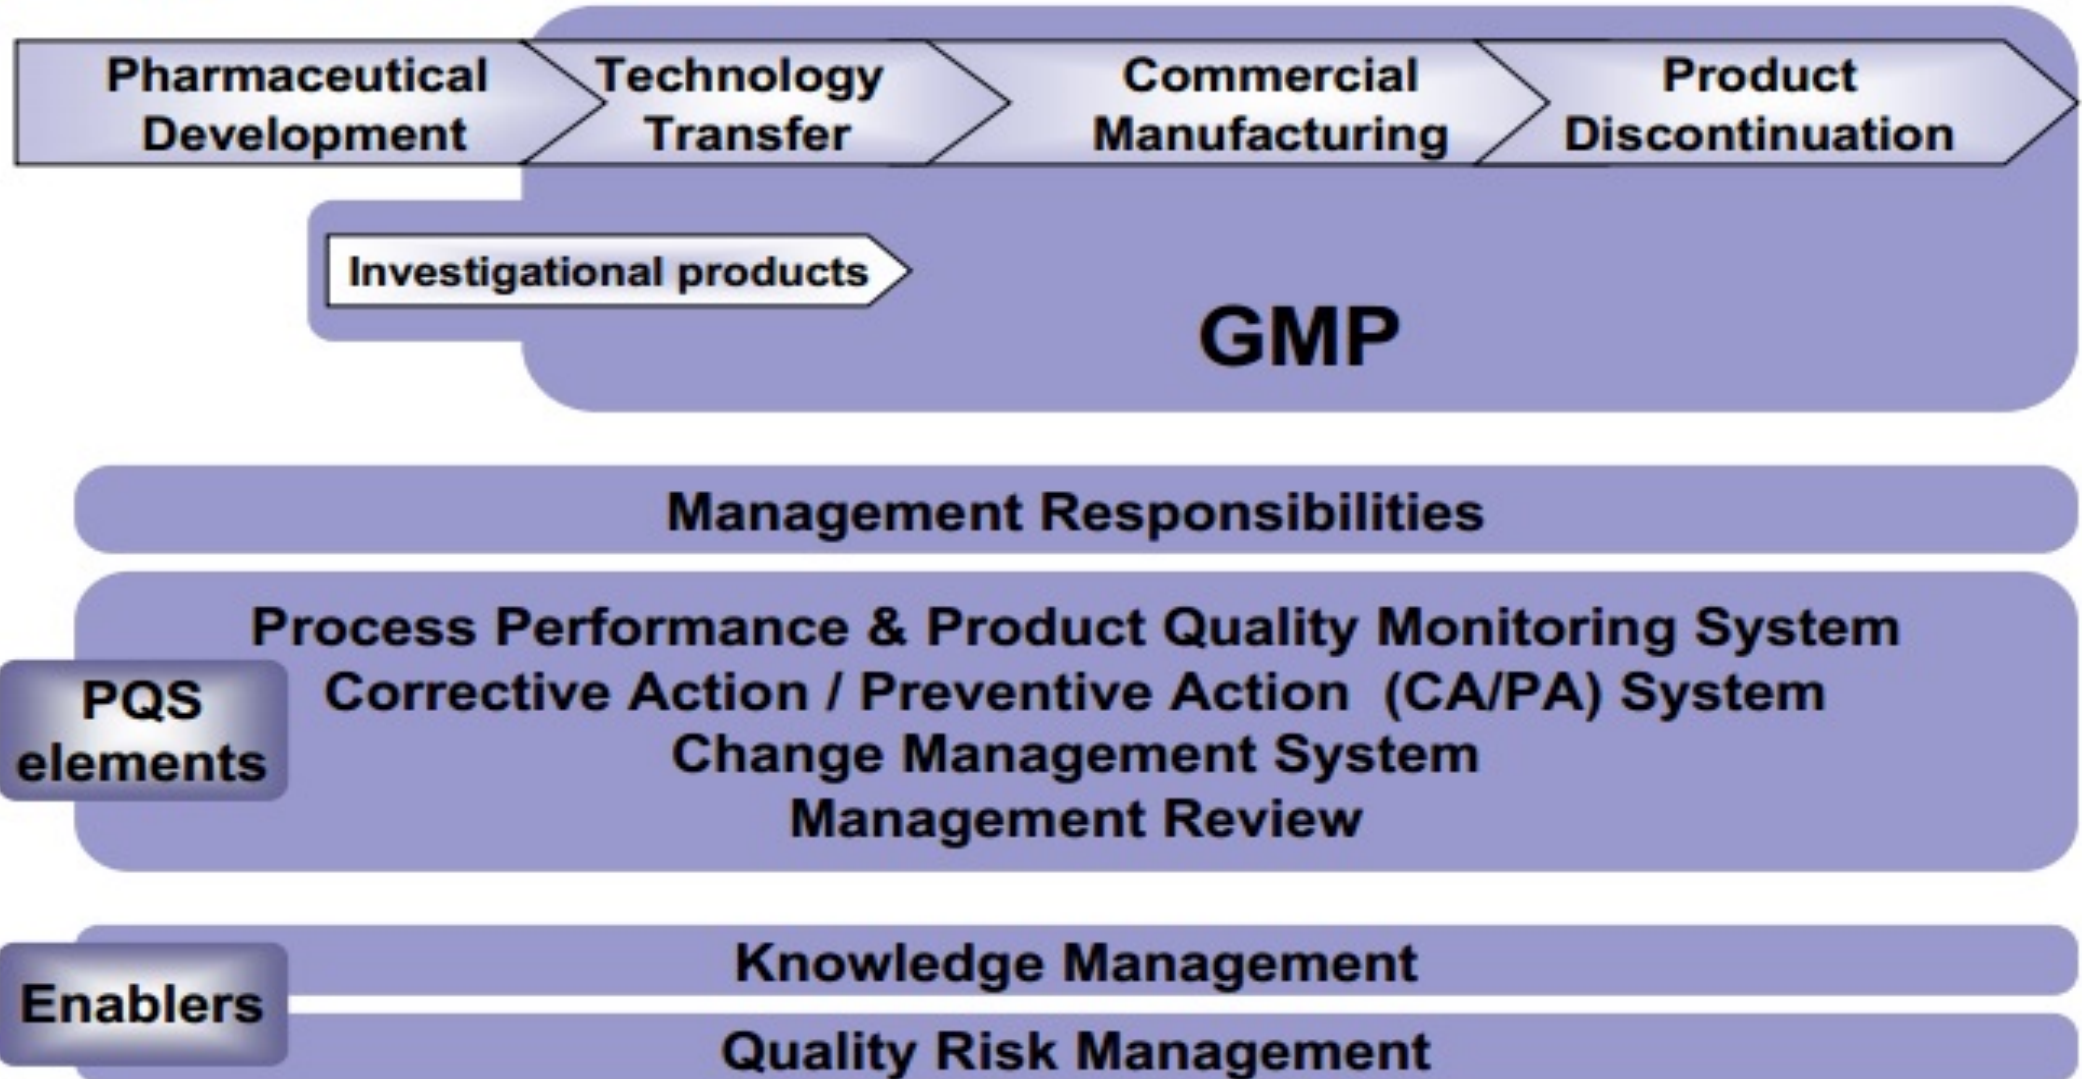 Pharmaceutical
Development
Technology
Transfer
Commercial
Manufacturing
Product
Discontinuation
Investigational products
GMP
Management Responsibilities
PQS
elements
Process Performance & Product Quality Monitoring System
Corrective Action / Preventive Action (CA/PA) System
Change Management System
Management Review
Enablers
Knowledge Management
Quality Risk Management